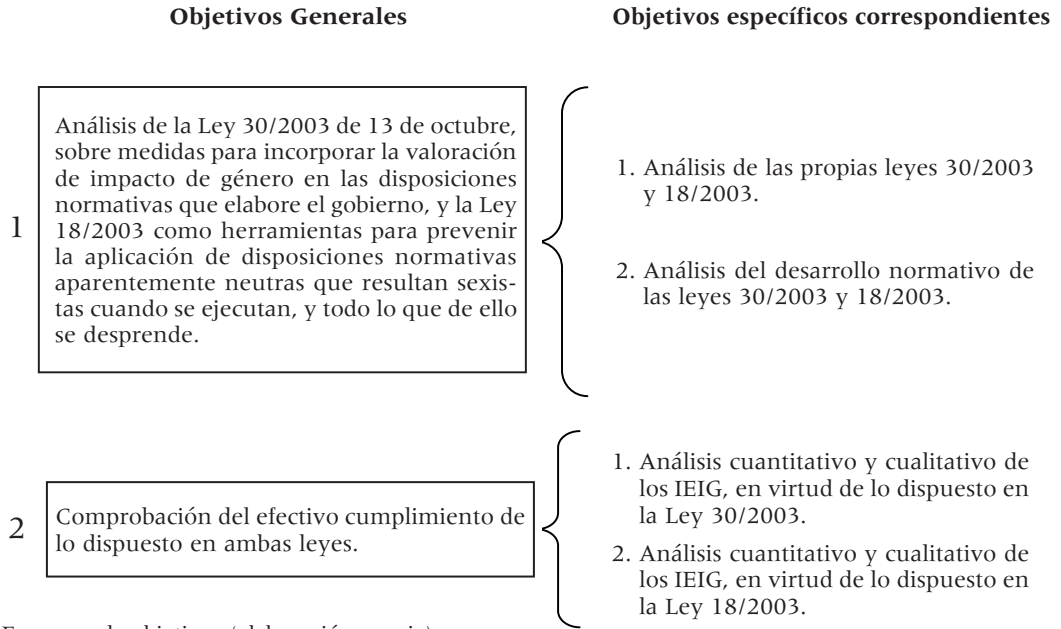 Objetivos Generales
Objetivos específicos correspondientes
1
Análisis de la Ley 30/2003 de 13 de octubre,
sobre medidas para incorporar la valoración
de impacto de género en las disposiciones
normativas que elabore el gobierno, y la Ley
18/2003 como herramientas para prevenir
la aplicación de disposiciones normativas
aparentemente neutras que resultan sexis-
tas cuando se ejecutan, y todo lo que de ello
se desprende.
1. Análisis de las propias leyes 30/2003
y 18/2003.
2. Análisis del desarrollo normativo de
las leyes 30/2003 y 18/2003.
2
Comprobación del efectivo cumplimiento de
lo dispuesto en ambas leyes.
1. Análisis cuantitativo y cualitativo de
los IEIG, en virtud de lo dispuesto en
la Ley 30/2003.
2. Análisis cuantitativo y cualitativo de
los IEIG, en virtud de lo dispuesto en
la Ley 18/2003.